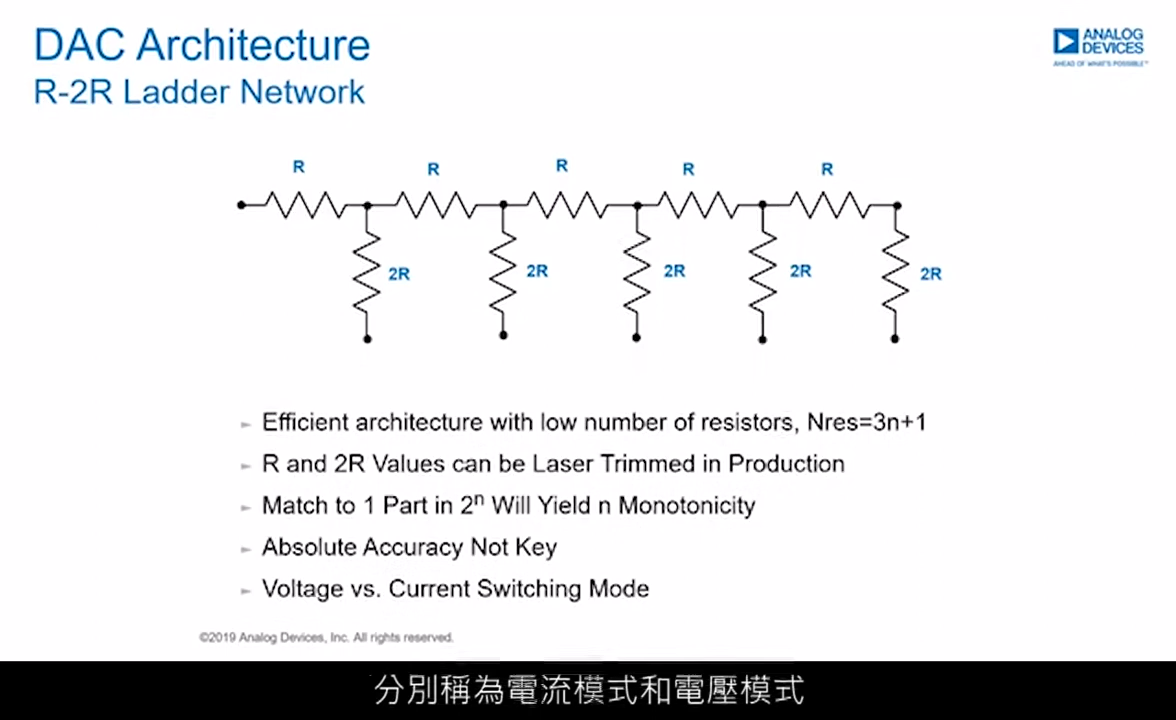 DAC Architecture
R-2R Ladder Network
ANALOG
DEVICES
AHEAD OF WHAT'S POSSIBLE™
R R R R R
2R 2R 2R 2R 2R
Efficient architecture with low number of resistors, Nres=3n+1
R and 2R Values can be Laser Trimmed in Production
Match to 1 Part in 2ⁿ Will Yield n Monotonicity
Absolute Accuracy Not Key
Voltage vs. Current Switching Mode
©2019 Analog Devices, Inc. All rights reserved.
分別稱為電流模式和電壓模式